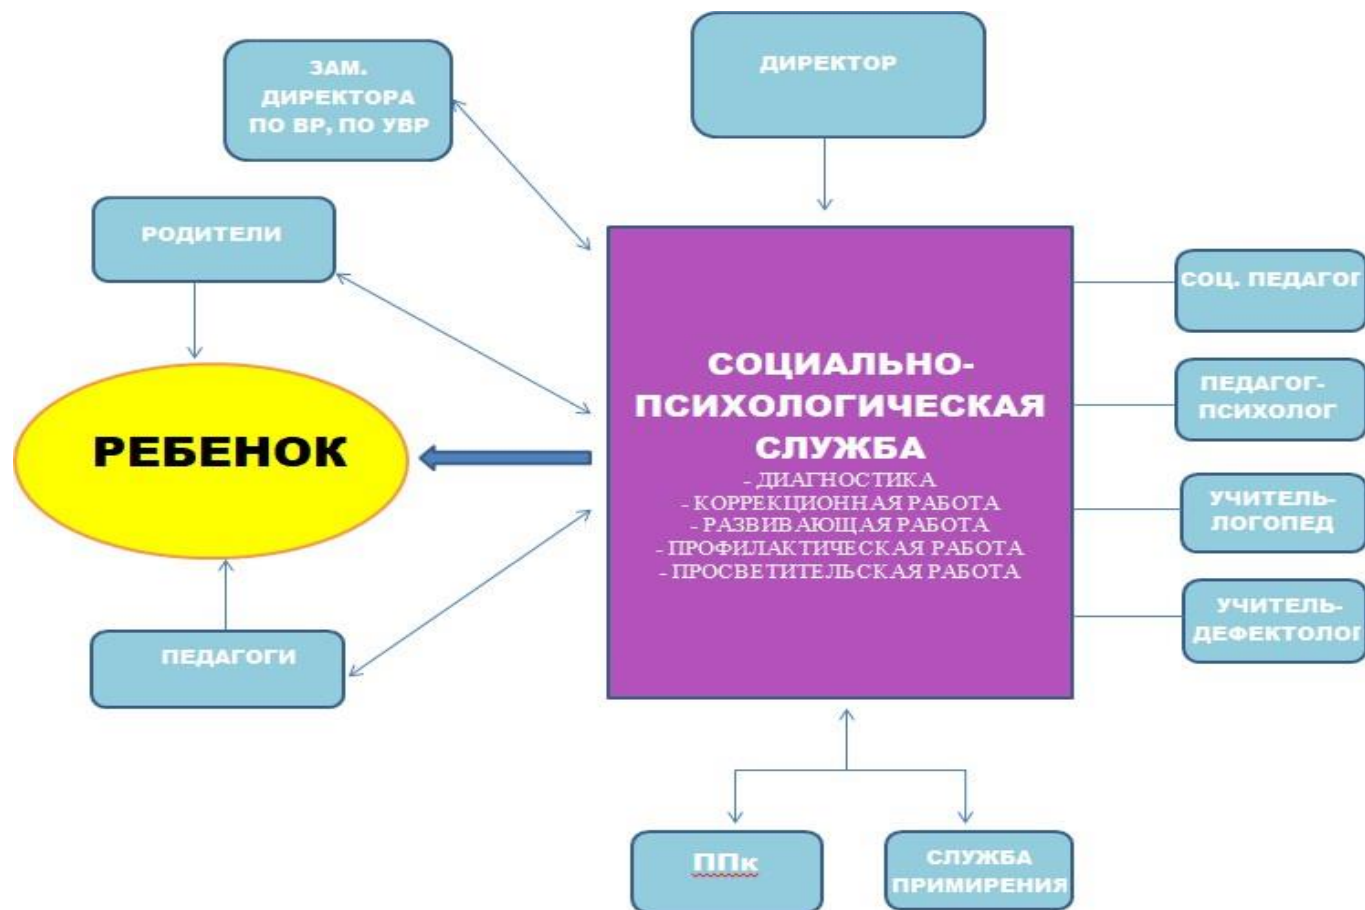 ЗАМ.
ДИРЕКТОРА
ПО ВР, ПО УВР
ДИРЕКТОР
РОДИТЕЛИ
РЕБЕНОК
ПЕДАГОГИ
СОЦИАЛЬНО-
ПСИХОЛОГИЧЕСКАЯ
СЛУЖБА
- ДИАГНОСТИКА
- КОРРЕКЦИОННАЯ РАБОТА
- РАЗВИВАЮЩАЯ РАБОТА
- ПРОФИЛАКТИЧЕСКАЯ РАБОТА
- ПРОСВЕТИТЕЛЬСКАЯ РАБОТА
СОЦ. ПЕДАГОГ
ПЕДАГОГ-
ПСИХОЛОГ
УЧИТЕЛЬ-
ЛОГОПЕД
УЧИТЕЛЬ-
ДЕФЕКТОЛОГ
ППк
СЛУЖБА
ПРИМИРЕНИЯ